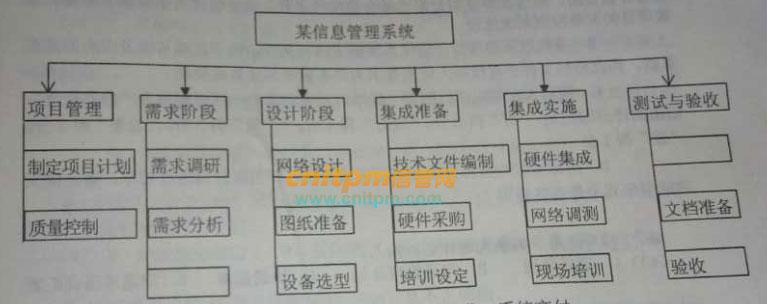 某信息管理系统
项目管理
需求阶段
设计阶段
集成准备
集成实施
测试与验收
制定项目计划
需求调研
网络设计
技术文件编制
硬件集成
cnitpm信管网
www.cnitpm.com
质量控制
需求分析
图纸准备
硬件采购
网络调测
文档准备
设备选型
培训设定
现场培训
验收